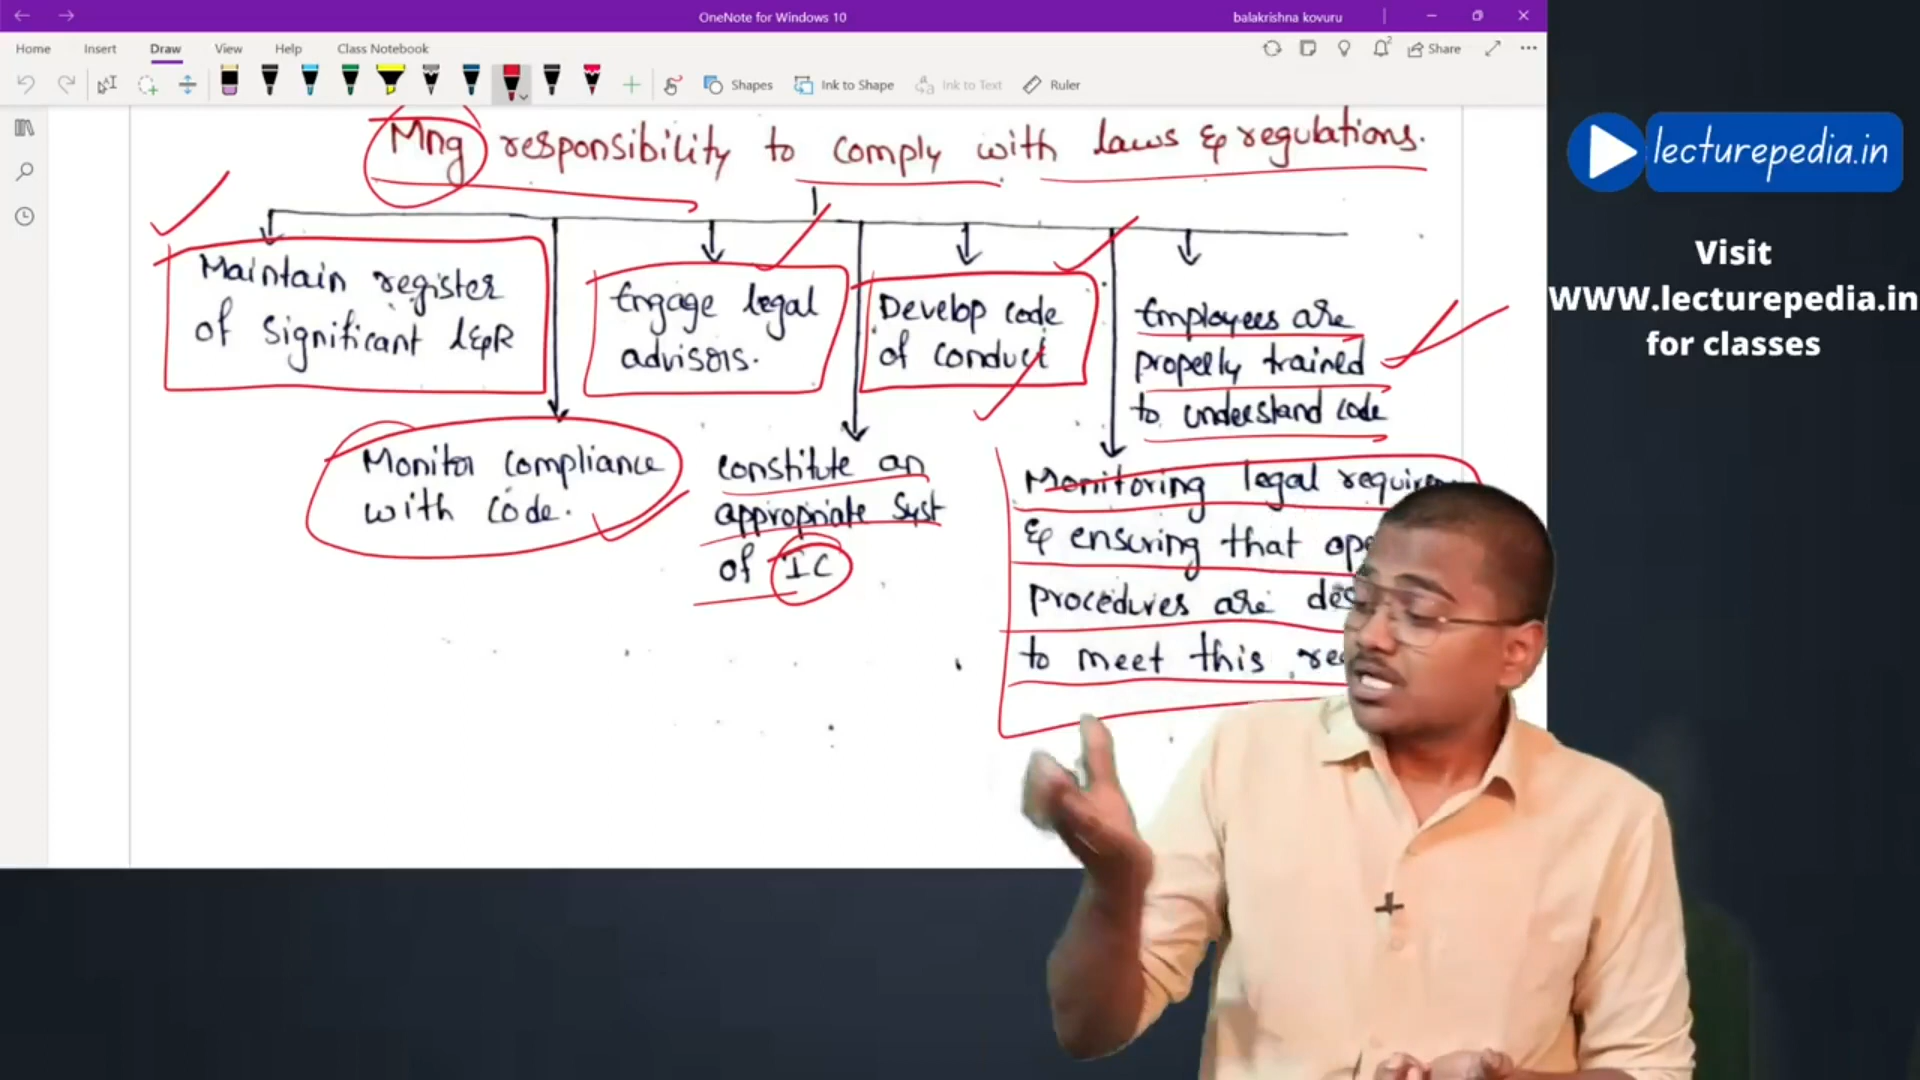 OneNote for Windows 10
balakrishna kovuru
Home Insert Draw View Help Class Notebook
Share
Shapes Ink to Shape Ink to Text Ruler
Mng responsibility to comply with laws & regulations.
Maintain register
of significant L&R
Engage legal
advisors.
Develop code
of conduct
Employees are
properly trained
to understand code
Monitor compliance
with code.
constitute an
appropriate Syst
of IC
Monitoring legal
& ensuring that
procedures are
to meet this
lecturepedia.in
Visit
WWW.lecturepedia.in
for classes